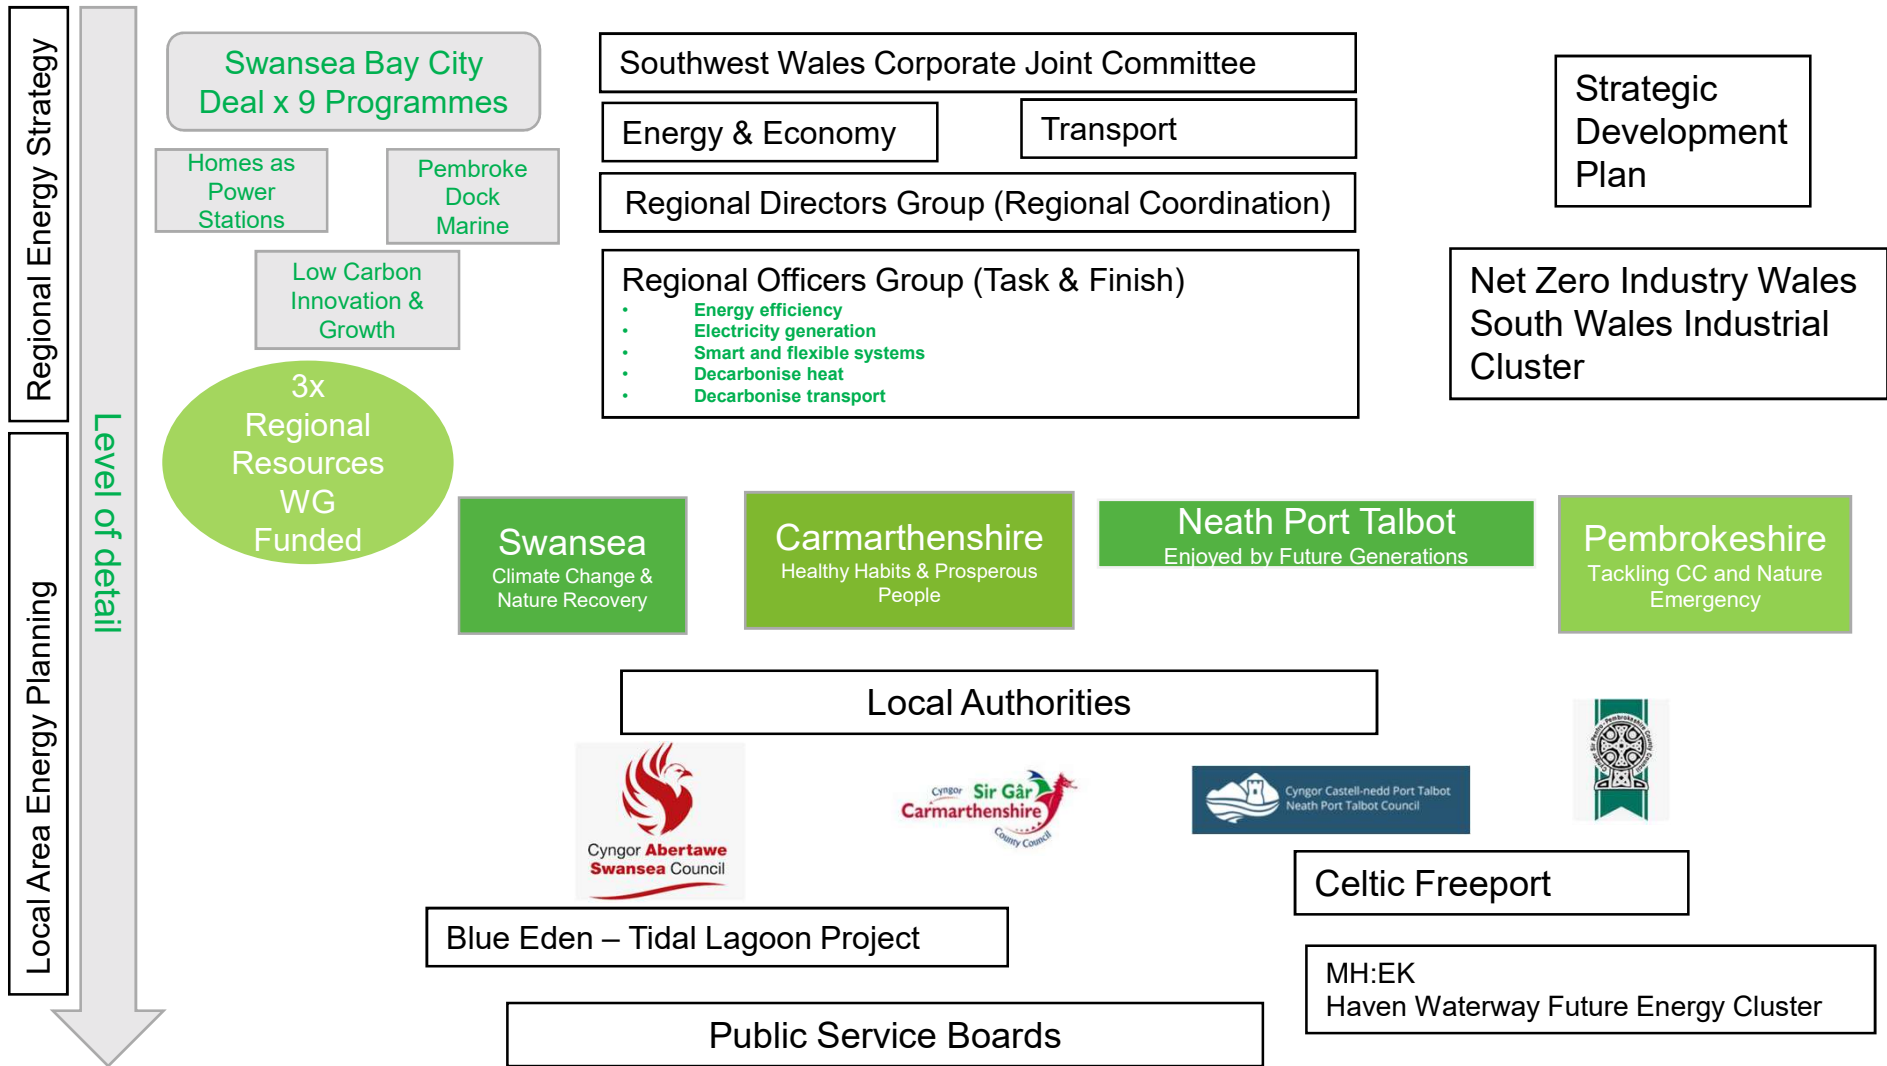 Regional Energy Strategy
Local Area Energy Planning
Level of detail
Swansea Bay City
Deal x 9 Programmes
Homes as
Power
Stations
Pembroke
Dock
Marine
Low Carbon
Innovation &
Growth
3x
Regional
Resources
WG
Funded
Southwest Wales Corporate Joint Committee
Energy & Economy
Transport
Regional Directors Group (Regional Coordination)
Regional Officers Group (Task & Finish)
• Energy efficiency
• Electricity generation
• Smart and flexible systems
• Decarbonise heat
• Decarbonise transport
Strategic
Development
Plan
Net Zero Industry Wales
South Wales Industrial
Cluster
Swansea
Climate Change &
Nature Recovery
Carmarthenshire
Healthy Habits & Prosperous
People
Neath Port Talbot
Enjoyed by Future Generations
Pembrokeshire
Tackling CC and Nature
Emergency
Local Authorities
Cyngor Abertawe
Swansea Council
Cyngor Sir Gâr
Carmarthenshire
County Council
Cyngor Castell-nedd Port Talbot
Neath Port Talbot Council
Cyngor Sir Penfro - Pembrokeshire County Council
Celtic Freeport
Blue Eden – Tidal Lagoon Project
MH:EK
Haven Waterway Future Energy Cluster
Public Service Boards